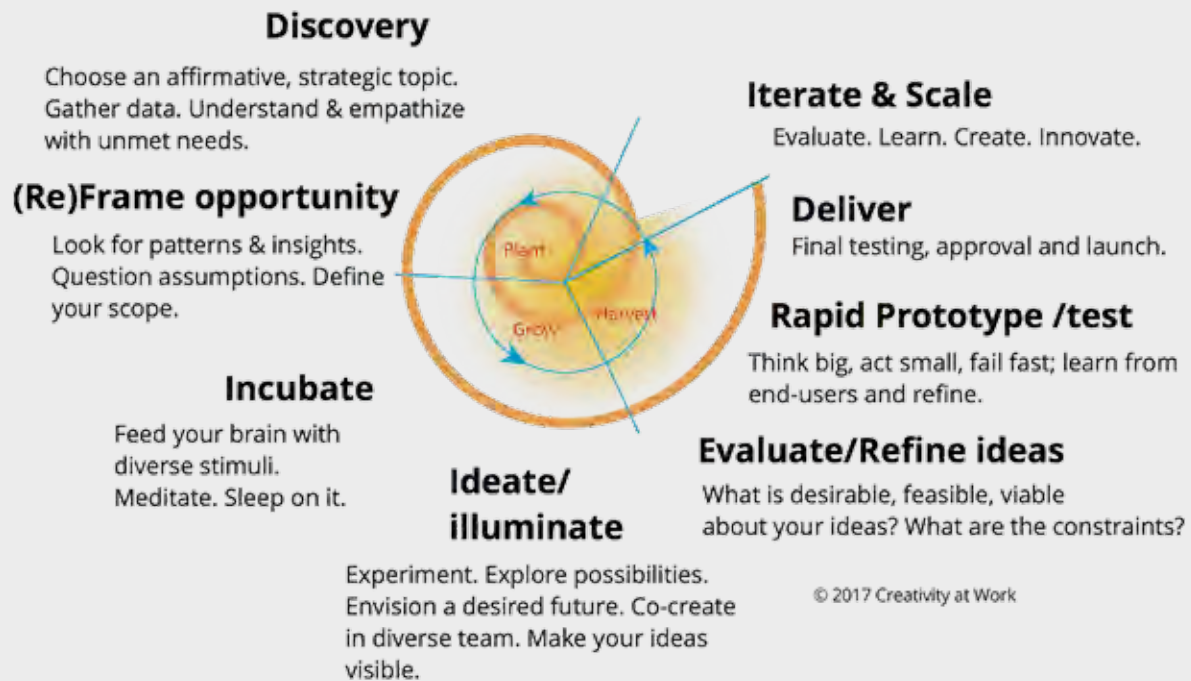 Discovery
Choose an affirmative, strategic topic.
Gather data. Understand & empathize
with unmet needs.
(Re)Frame opportunity
Look for patterns & insights.
Question assumptions. Define
your scope.
Incubate
Feed your brain with
diverse stimuli.
Meditate. Sleep on it.
Ideate/
illuminate
Experiment. Explore possibilities.
Envision a desired future. Co-create
in diverse team. Make your ideas
visible.
Evaluate/Refine ideas
What is desirable, feasible, viable
about your ideas? What are the constraints?
Rapid Prototype /test
Think big, act small, fail fast; learn from
end-users and refine.
Deliver
Final testing, approval and launch.
Iterate & Scale
Evaluate. Learn. Create. Innovate.
Plant
Grow
Harvest
© 2017 Creativity at Work